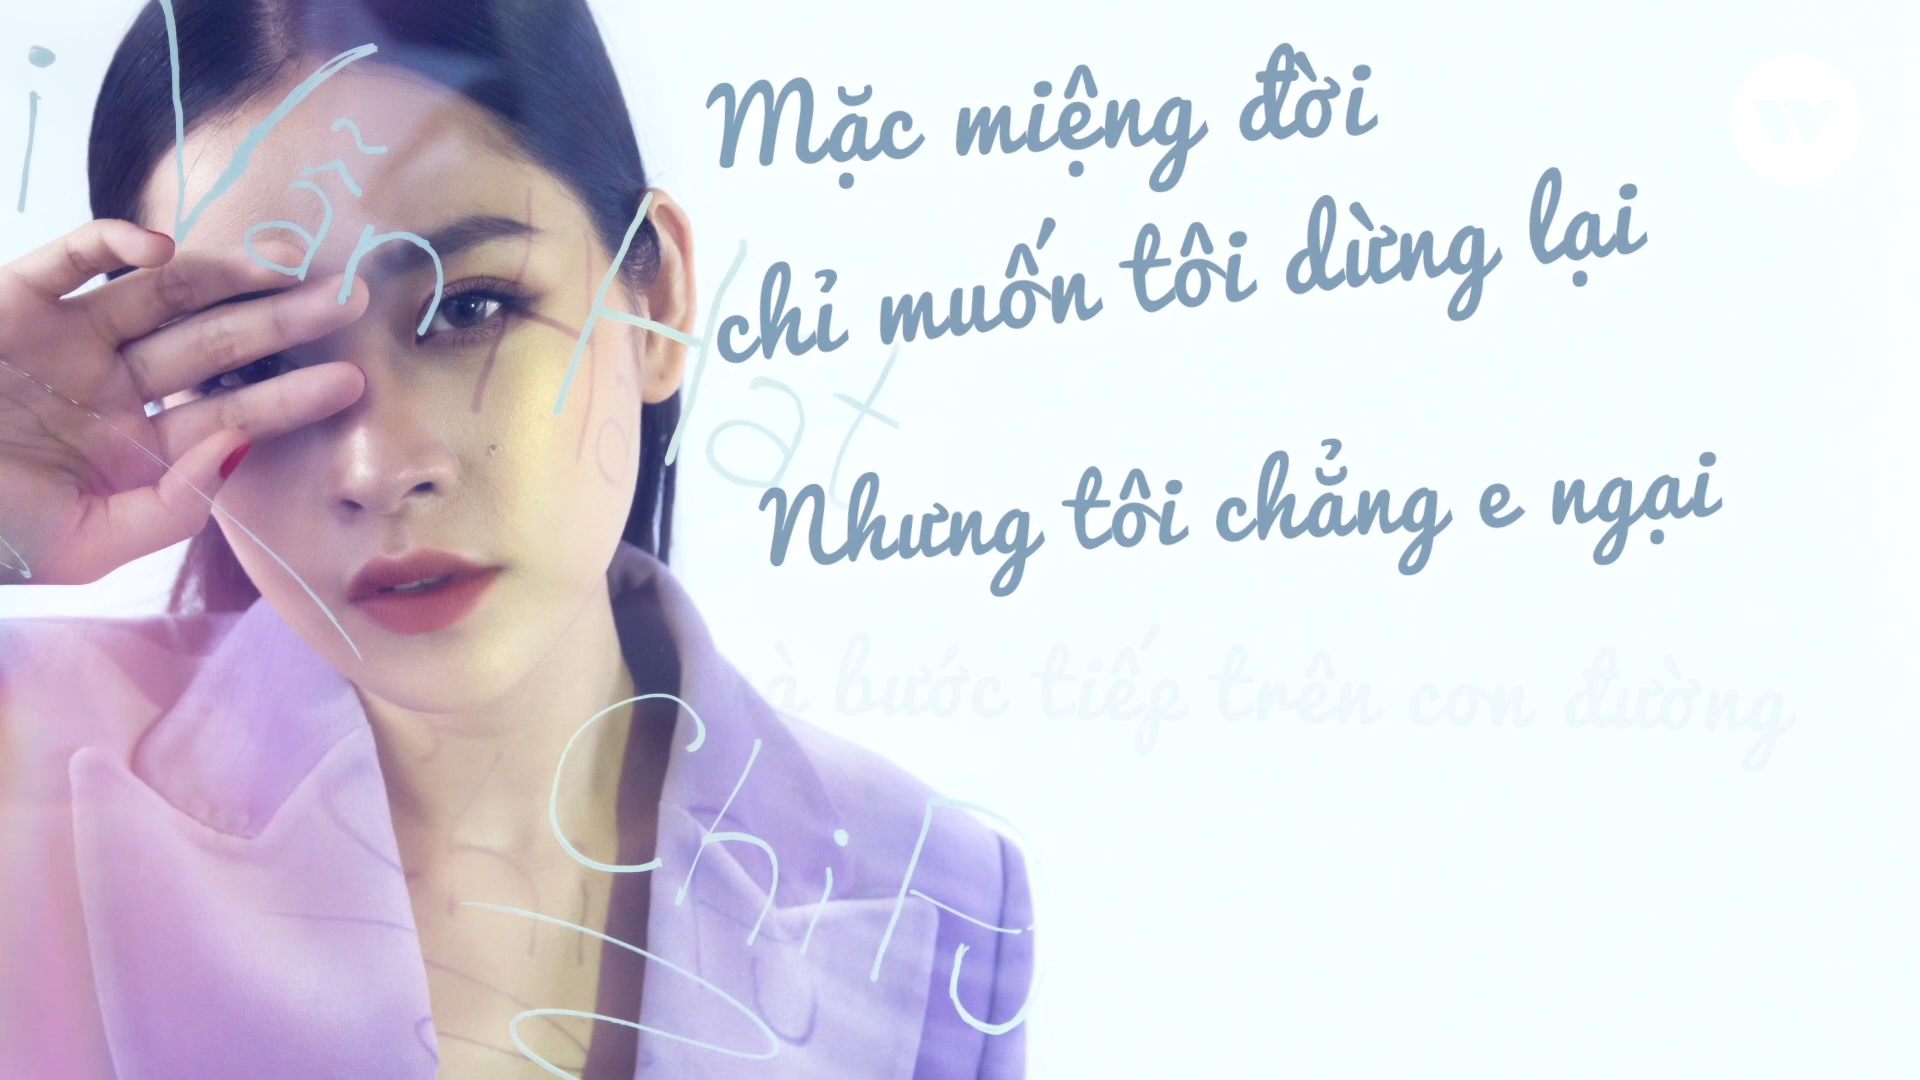 Mặc miệng đời
chỉ muốn tôi dừng lại
Nhưng tôi chẳng e ngại
à bước tiếp trên con đường
i Vẫn Hát
Hat
Chi Pu
W